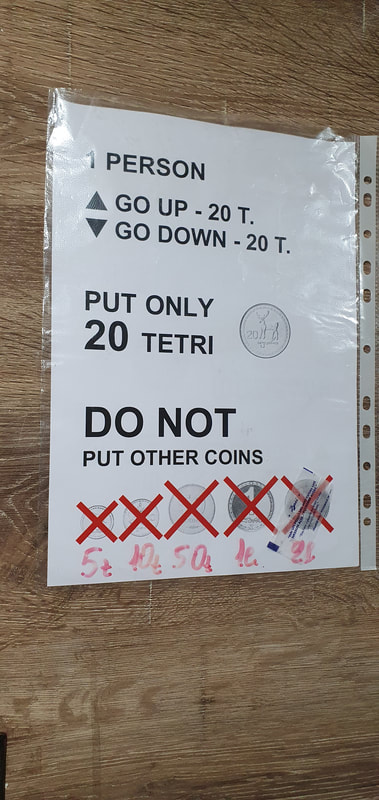 1 PERSON
GO UP - 20 T.
GO DOWN - 20 T.
PUT ONLY
20 TETRI
20
DO NOT
PUT OTHER COINS
5t 10t 50t 1L